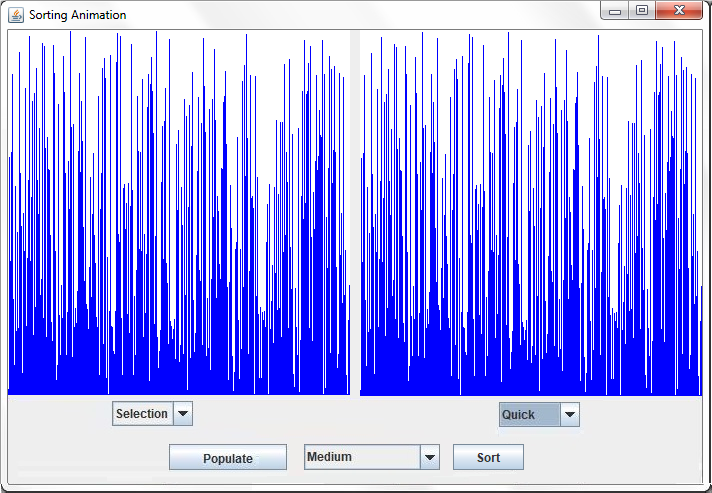 Sorting Animation
Selection
Quick
Populate
Medium
Sort